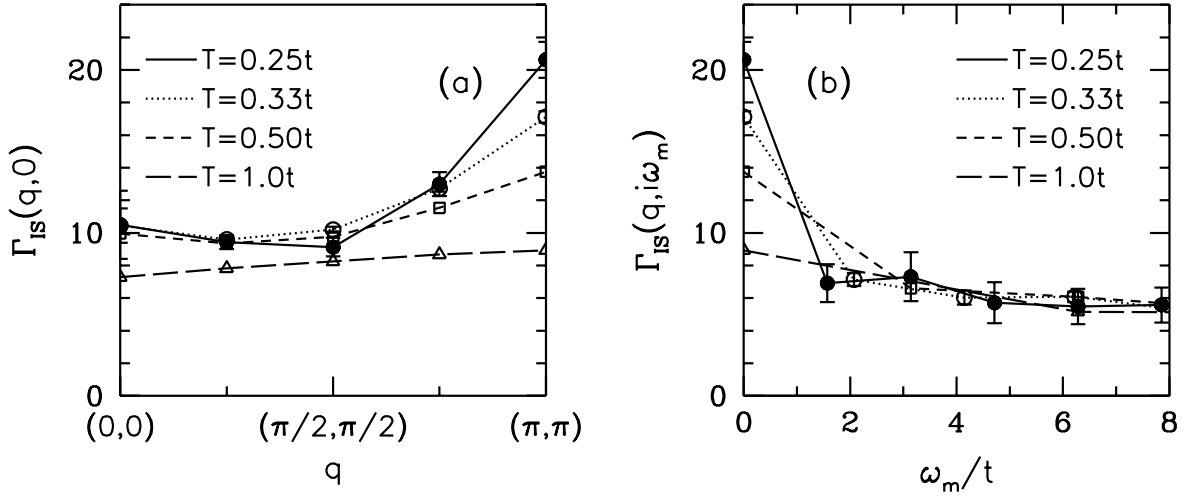 T=0.25t
T=0.33t
T=0.50t
T=1.0t
(a)
20
10
0
Γ_IS(q,0)
(0,0)
(π/2,π/2)
(π,π)
q
T=0.25t
T=0.33t
T=0.50t
T=1.0t
(b)
20
10
0
Γ_IS(q,iω_m)
0 2 4 6 8
ω_m/t